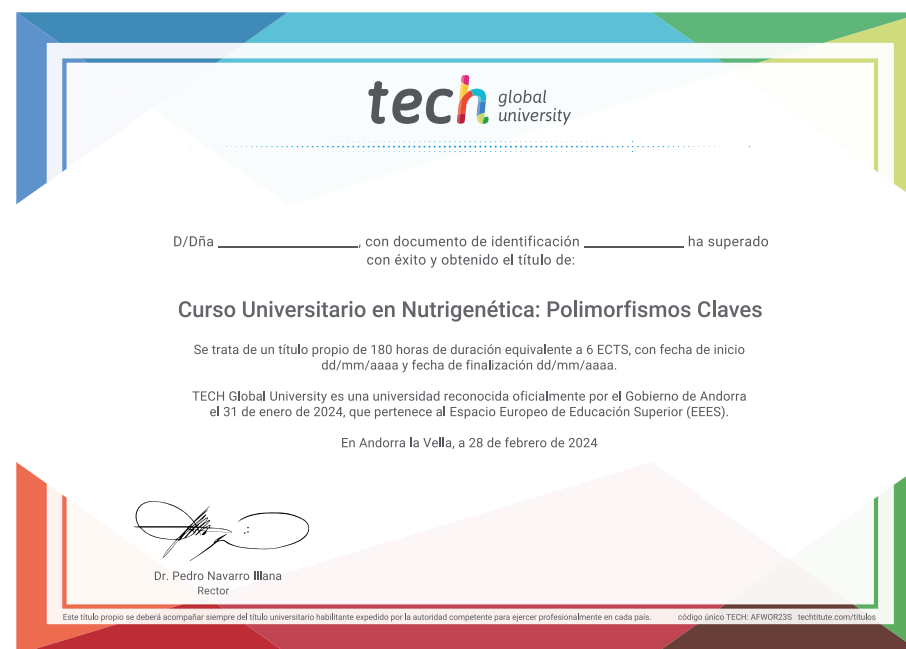 tech global university
D/Dña ____________________, con documento de identificación ______________ ha superado
con éxito y obtenido el título de:
Curso Universitario en Nutrigenética: Polimorfismos Claves
Se trata de un título propio de 180 horas de duración equivalente a 6 ECTS, con fecha de inicio
dd/mm/aaaa y fecha de finalización dd/mm/aaaa.
TECH Global University es una universidad reconocida oficialmente por el Gobierno de Andorra
el 31 de enero de 2024, que pertenece al Espacio Europeo de Educación Superior (EEES).
En Andorra la Vella, a 28 de febrero de 2024
Dr. Pedro Navarro Illana
Rector
Este título propio se deberá acompañar siempre del título universitario habilitante expedido por la autoridad competente para ejercer profesionalmente en cada país. código único TECH: AFWOR23S techtitute.com/titulos